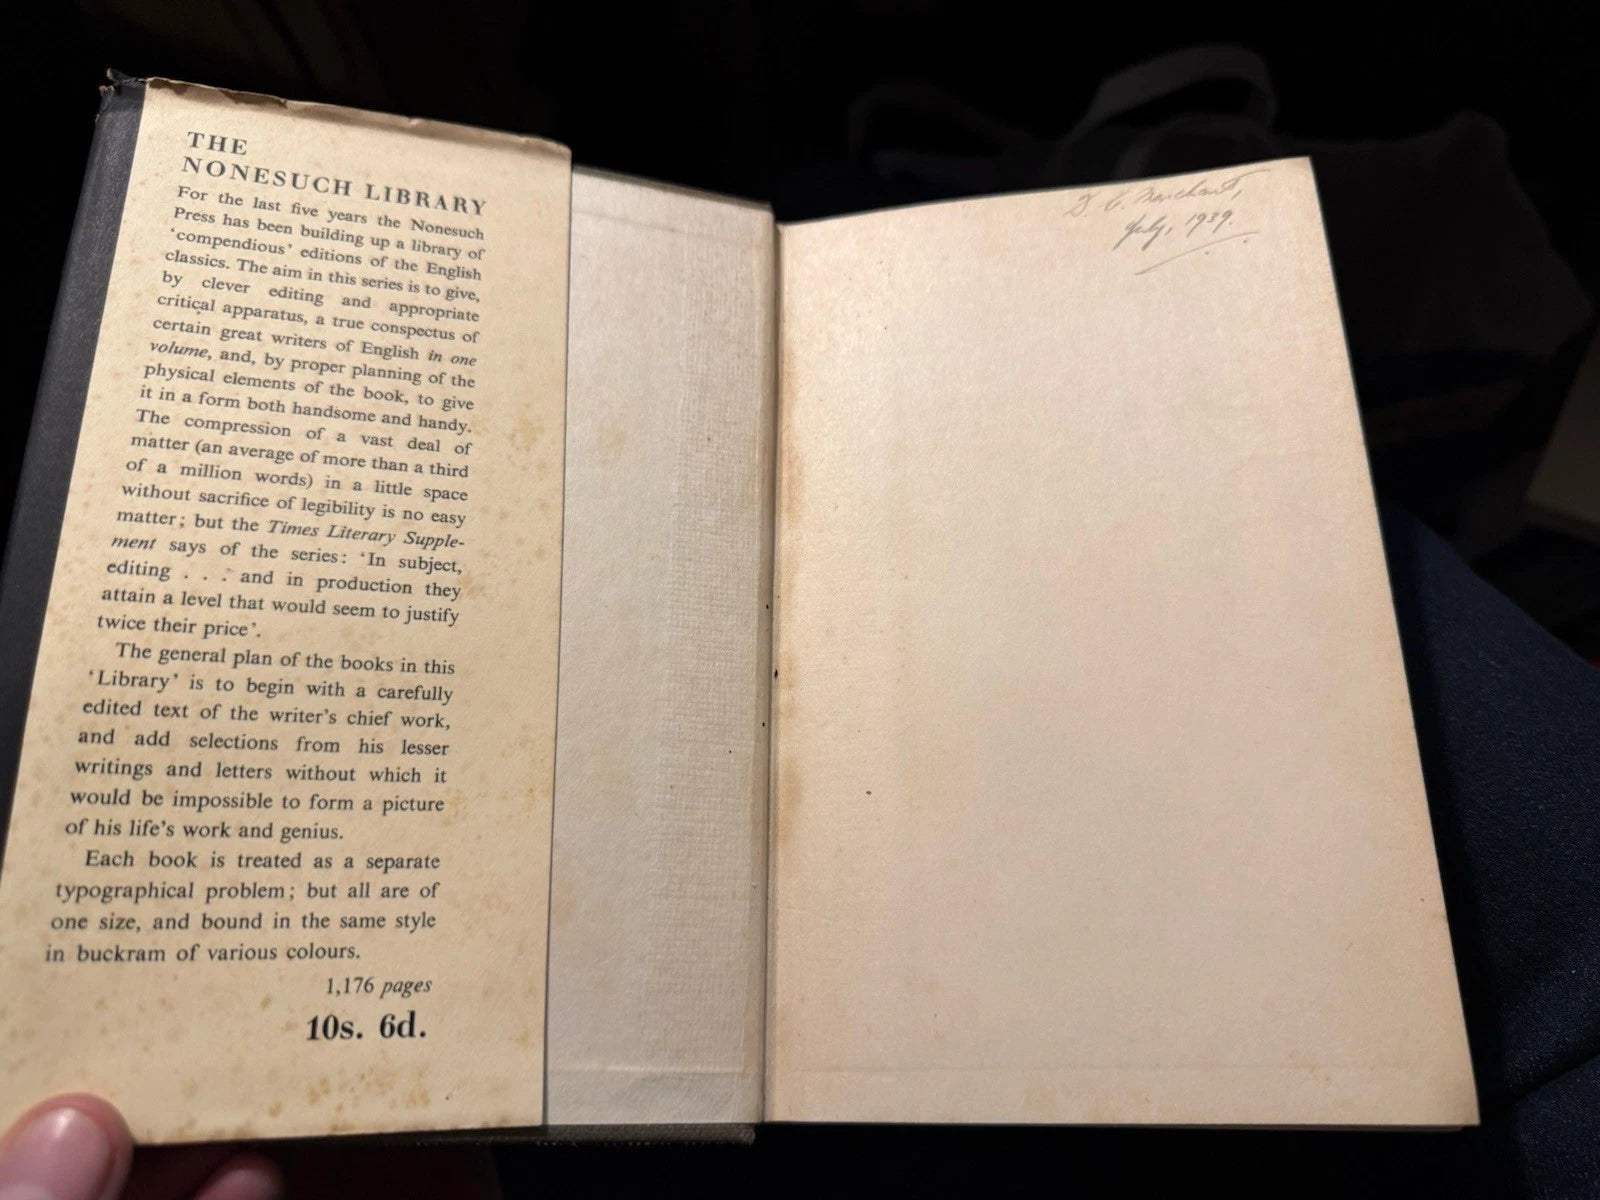 THE
NONESUCH LIBRARY
For the last five years the Nonesuch
Press has been building up a library of
‘compendious’ editions of the English
classics. The aim in this series is to give,
by clever editing and appropriate
critical apparatus, a true conspectus of
certain great writers of English in one
volume, and, by proper planning of the
physical elements of the book, to give
it in a form both handsome and handy.
The compression of a vast deal of
matter (an average of more than a third
of a million words) in a little space
without sacrifice of legibility is no easy
matter; but the Times Literary Supple-
ment says of the series: ‘In subject,
editing . . . and in production they
attain a level that would seem to justify
twice their price’.
The general plan of the books in this
‘Library’ is to begin with a carefully
edited text of the writer’s chief work,
and add selections from his lesser
writings and letters without which it
would be impossible to form a picture
of his life’s work and genius.
Each book is treated as a separate
typographical problem; but all are of
one size, and bound in the same style
in buckram of various colours.
1,176 pages
10s. 6d.
Merchant,
July, 1939.